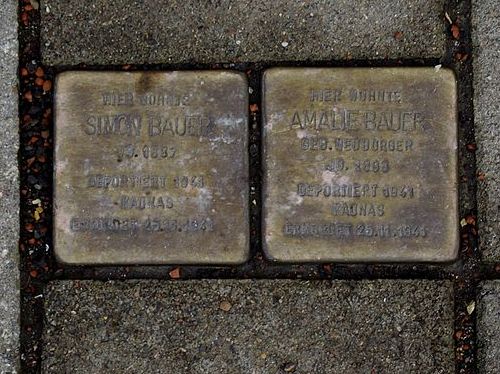 HIER WOHNTE
SIMON BAUER
JG. 1887
DEPORTIERT 1941
KAUNAS
ERMORDET 25.11.1941
HIER WOHNTE
AMALIE BAUER
GEB.
JG.
DEPORTIERT 1941
KAUNAS
ERMORDET 25.11.1941